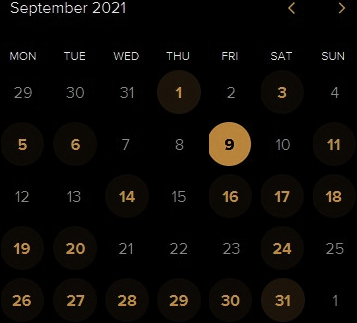 September 2021
MON TUE WED THU FRI SAT SUN
29 30 31 1 2 3 4
5 6 7 8 9 10 11
12 13 14 15 16 17 18
19 20 21 22 23 24 25
26 27 28 29 30 31 1